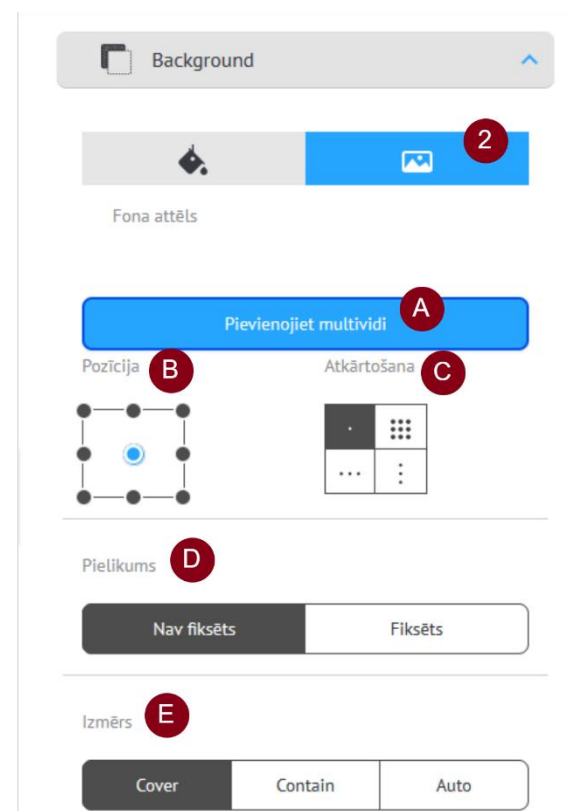 Background
2
Fona attēls
Pievienojiet multividi A
Pozīcija B Atkārtošana C
Pielikums D
Nav fiksēts Fiksēts
Izmērs E
Cover Contain Auto